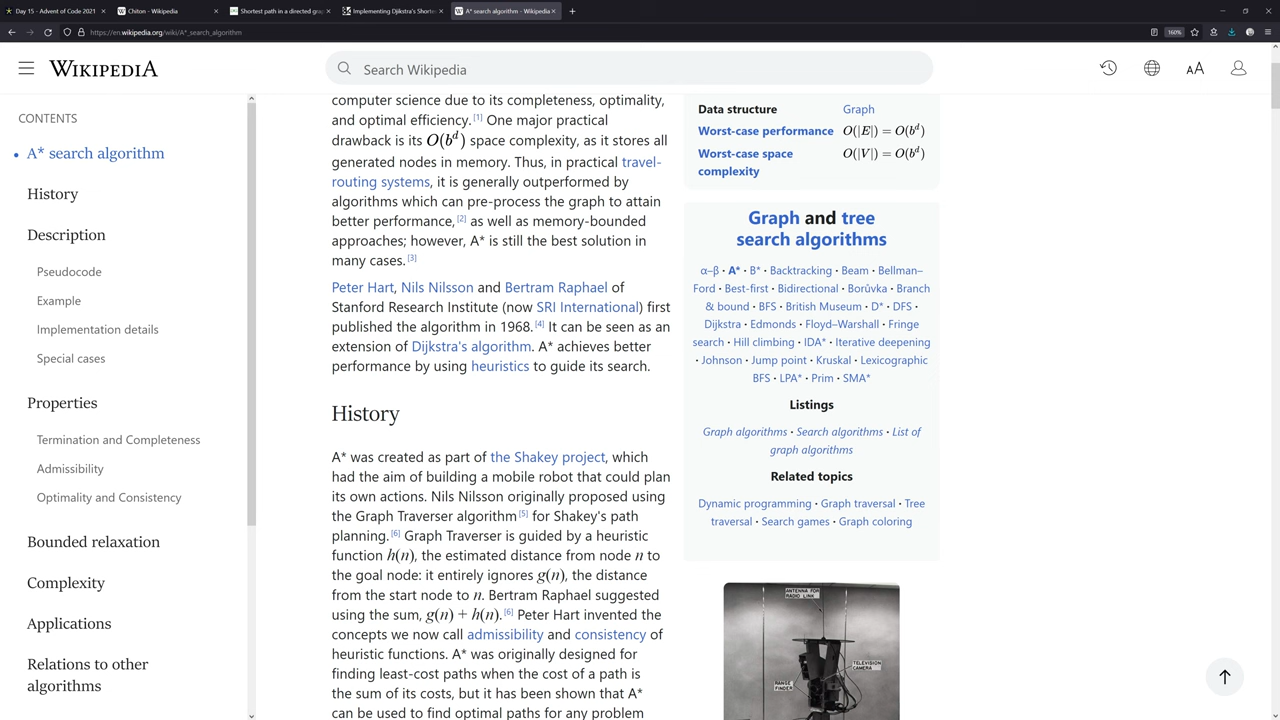 Day 15 - Advent of Code 2021
Chiton - Wikipedia
Shortest path in a directed gra
Implementing Djikstra's Shorte
A* search algorithm - Wikipedia
https://en.wikipedia.org/wiki/A*_search_algorithm
160%
WIKIPEDIA
Search Wikipedia
CONTENTS
A* search algorithm
History
Description
Pseudocode
Example
Implementation details
Special cases
Properties
Termination and Completeness
Admissibility
Optimality and Consistency
Bounded relaxation
Complexity
Applications
Relations to other
algorithms
computer science due to its completeness, optimality,
and optimal efficiency.[1] One major practical
drawback is its O(b^d) space complexity, as it stores all
generated nodes in memory. Thus, in practical travel-
routing systems, it is generally outperformed by
algorithms which can pre-process the graph to attain
better performance,[2] as well as memory-bounded
approaches; however, A* is still the best solution in
many cases.[3]
Peter Hart, Nils Nilsson and Bertram Raphael of
Stanford Research Institute (now SRI International) first
published the algorithm in 1968.[4] It can be seen as an
extension of Dijkstra's algorithm. A* achieves better
performance by using heuristics to guide its search.
History
A* was created as part of the Shakey project, which
had the aim of building a mobile robot that could plan
its own actions. Nils Nilsson originally proposed using
the Graph Traverser algorithm[5] for Shakey's path
planning.[6] Graph Traverser is guided by a heuristic
function h(n), the estimated distance from node n to
the goal node: it entirely ignores g(n), the distance
from the start node to n. Bertram Raphael suggested
using the sum, g(n) + h(n).[6] Peter Hart invented the
concepts we now call admissibility and consistency of
heuristic functions. A* was originally designed for
finding least-cost paths when the cost of a path is
the sum of its costs, but it has been shown that A*
can be used to find optimal paths for any problem
Data structure Graph
Worst-case performance O(|E|) = O(b^d)
Worst-case space O(|V|) = O(b^d)
complexity
Graph and tree
search algorithms
α–β · A* · B* · Backtracking · Beam · Bellman–
Ford · Best-first · Bidirectional · Borůvka · Branch
& bound · BFS · British Museum · D* · DFS ·
Dijkstra · Edmonds · Floyd–Warshall · Fringe
search · Hill climbing · IDA* · Iterative deepening
· Johnson · Jump point · Kruskal · Lexicographic
BFS · LPA* · Prim · SMA*
Listings
Graph algorithms · Search algorithms · List of
graph algorithms
Related topics
Dynamic programming · Graph traversal · Tree
traversal · Search games · Graph coloring
ANTENNA FOR
RADIO LINK
TELEVISION
CAMERA
RANGE
FINDER